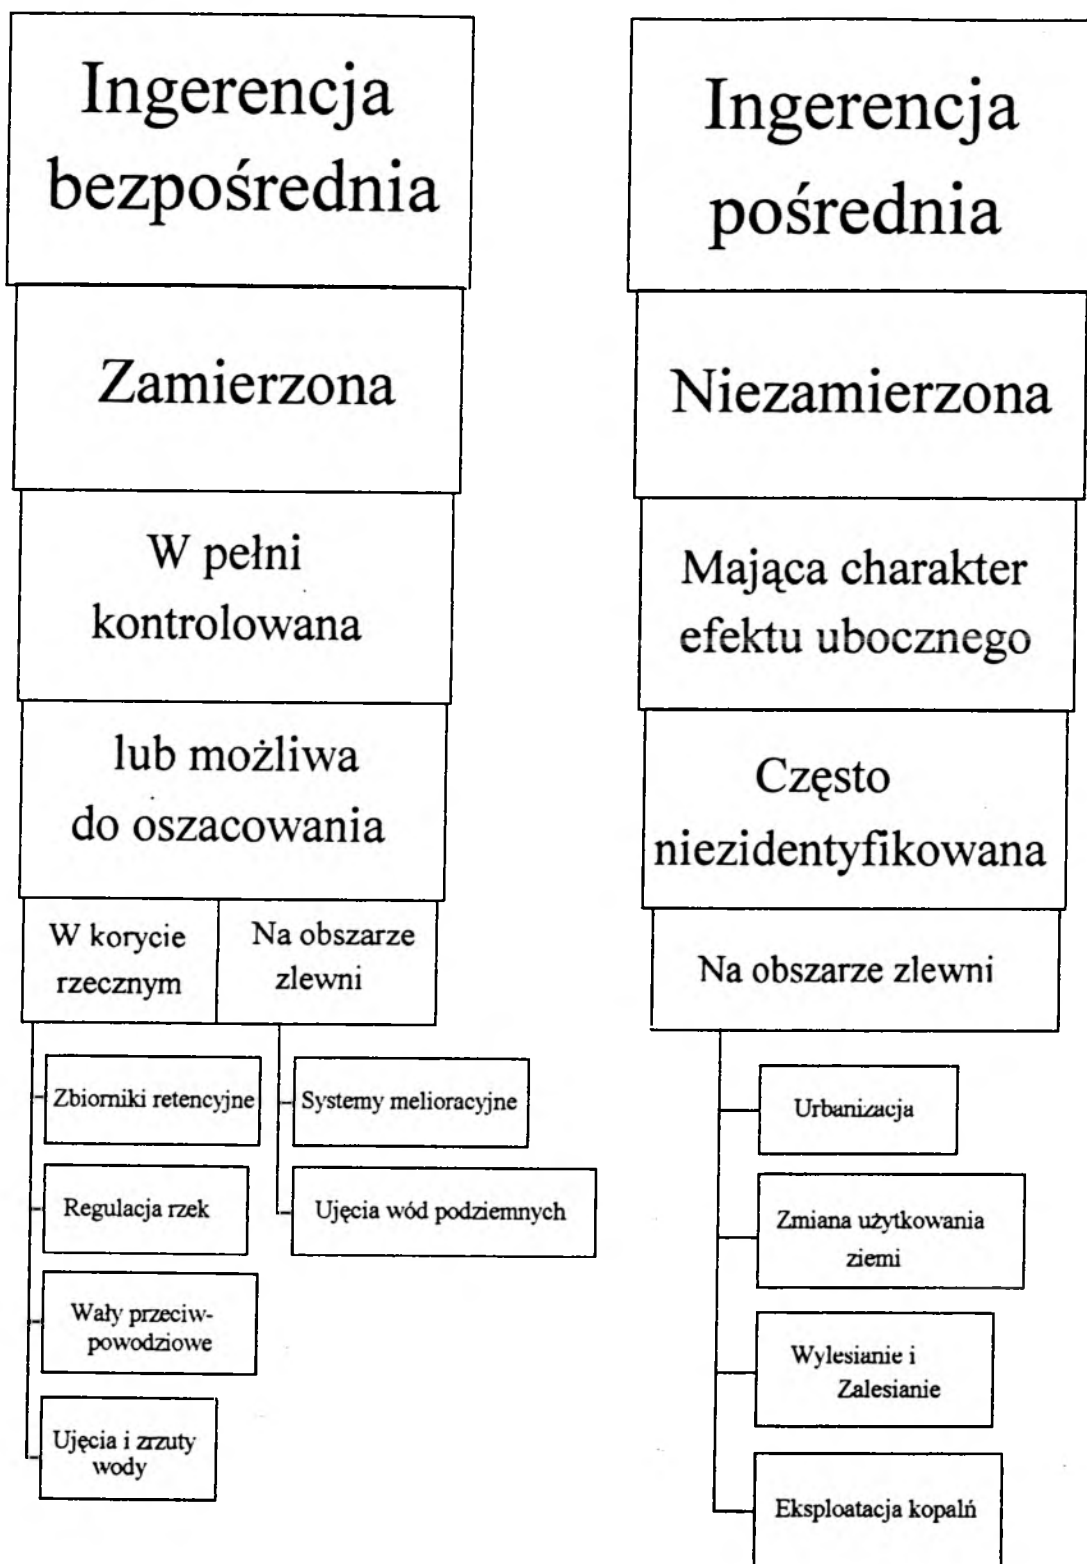 Ingerencja
bezpośrednia
Zamierzona
W pełni
kontrolowana
lub możliwa
do oszacowania
W korycie
rzecznym
Na obszarze
zlewni
Zbiorniki retencyjne
Regulacja rzek
Wały przeciw-
powodziowe
Ujęcia i zrzuty
wody
Systemy melioracyjne
Ujęcia wód podziemnych
Ingerencja
pośrednia
Niezamierzona
Mająca charakter
efektu ubocznego
Często
niezidentyfikowana
Na obszarze zlewni
Urbanizacja
Zmiana użytkowania
ziemi
Wylesianie i
Zalesianie
Eksploatacja kopalń